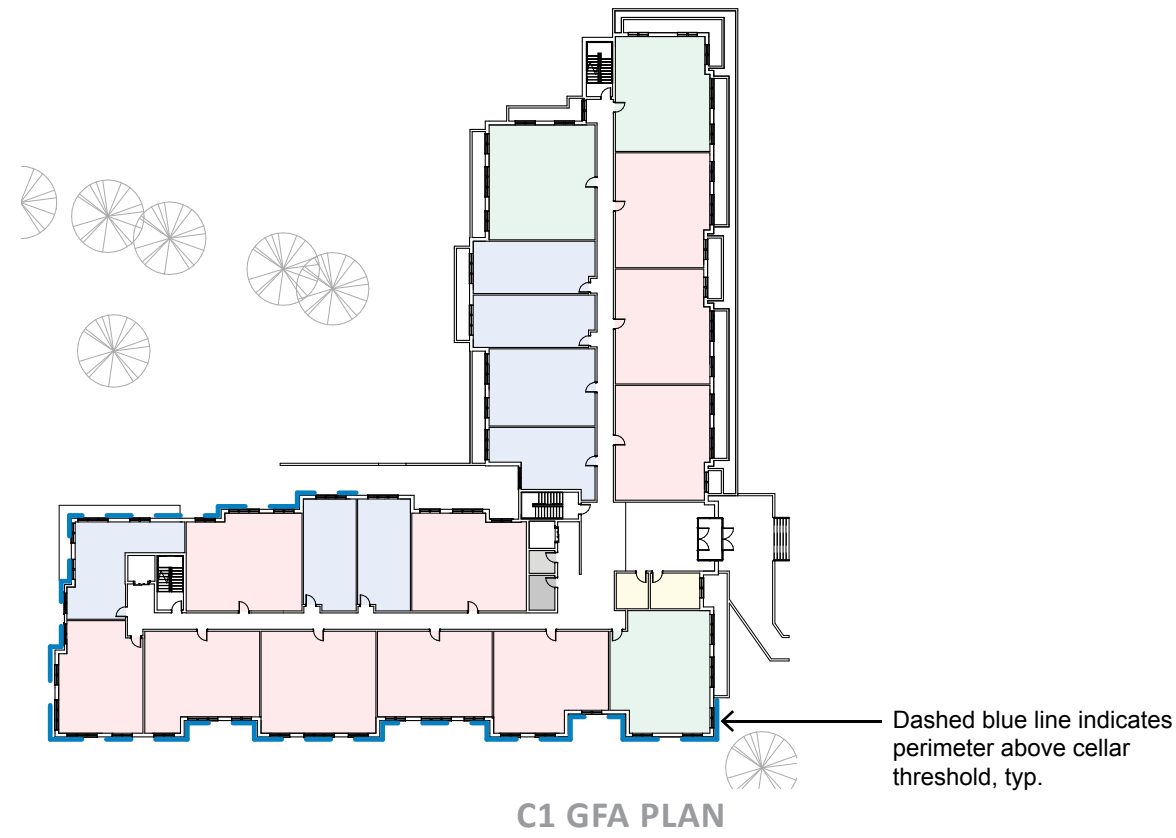 Dashed blue line indicates
perimeter above cellar
threshold, typ.
C1 GFA PLAN